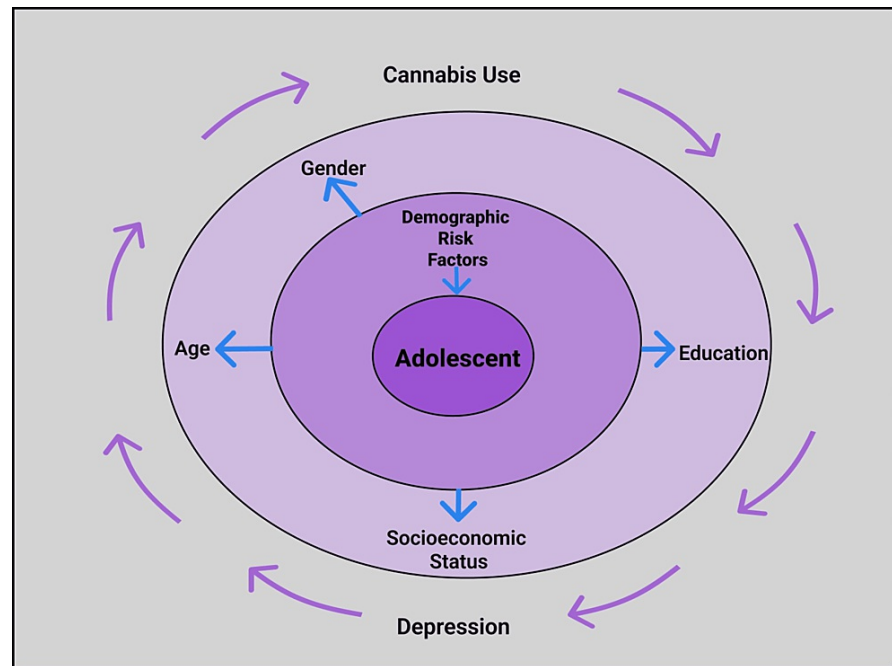 Cannabis Use
Gender
Demographic
Risk
Factors
Adolescent
Age
Education
Socioeconomic
Status
Depression